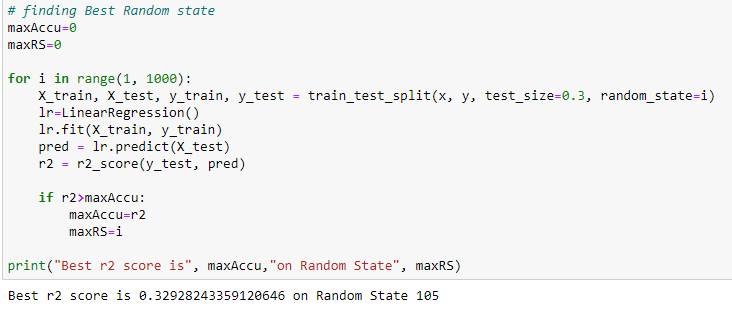 # finding Best Random state
maxAccu=0
maxRS=0
for i in range(1, 1000):
    X_train, X_test, y_train, y_test = train_test_split(x, y, test_size=0.3, random_state=i)
    lr=LinearRegression()
    lr.fit(X_train, y_train)
    pred = lr.predict(X_test)
    r2 = r2_score(y_test, pred)
    if r2>maxAccu:
        maxAccu=r2
        maxRS=i
print("Best r2 score is", maxAccu,"on Random State", maxRS)
Best r2 score is 0.32928243359120646 on Random State 105